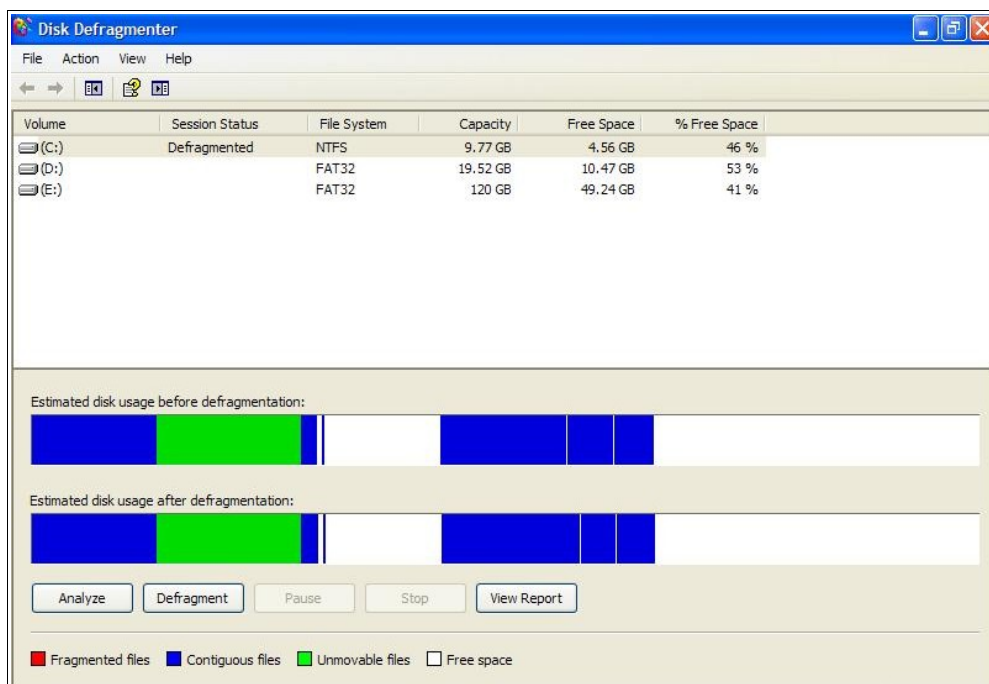 Disk Defragmenter
File Action View Help
Volume Session Status File System Capacity Free Space % Free Space
(C:) Defragmented NTFS 9.77 GB 4.56 GB 46 %
(D:) FAT32 19.52 GB 10.47 GB 53 %
(E:) FAT32 120 GB 49.24 GB 41 %
Estimated disk usage before defragmentation:
Estimated disk usage after defragmentation:
Analyze Defragment Pause Stop View Report
Fragmented files Contiguous files Unmovable files Free space